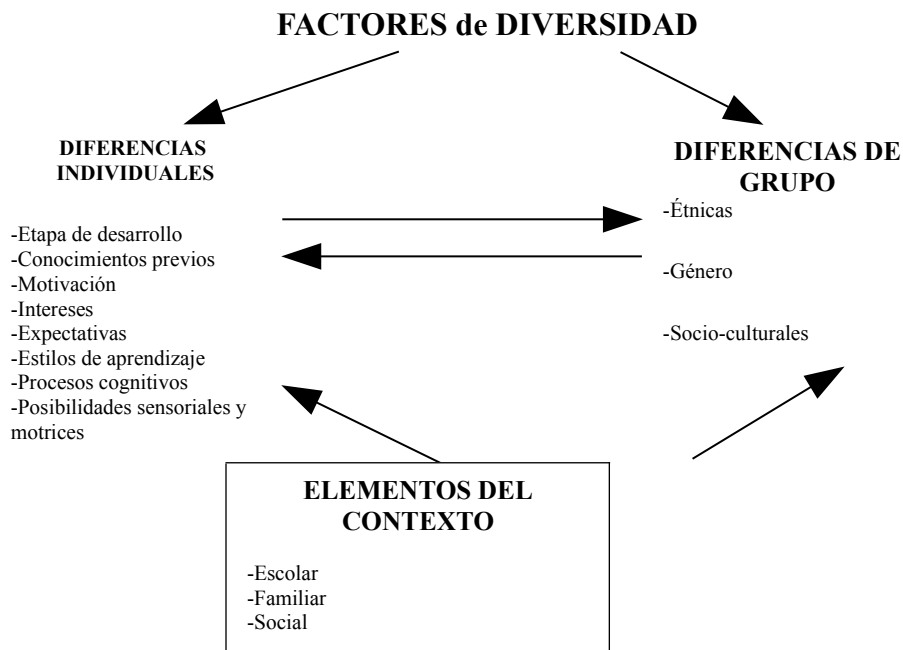 FACTORES de DIVERSIDAD
DIFERENCIAS
INDIVIDUALES
-Etapa de desarrollo
-Conocimientos previos
-Motivación
-Intereses
-Expectativas
-Estilos de aprendizaje
-Procesos cognitivos
-Posibilidades sensoriales y
motrices
DIFERENCIAS DE
GRUPO
-Étnicas
-Género
-Socio-culturales
ELEMENTOS DEL
CONTEXTO
-Escolar
-Familiar
-Social